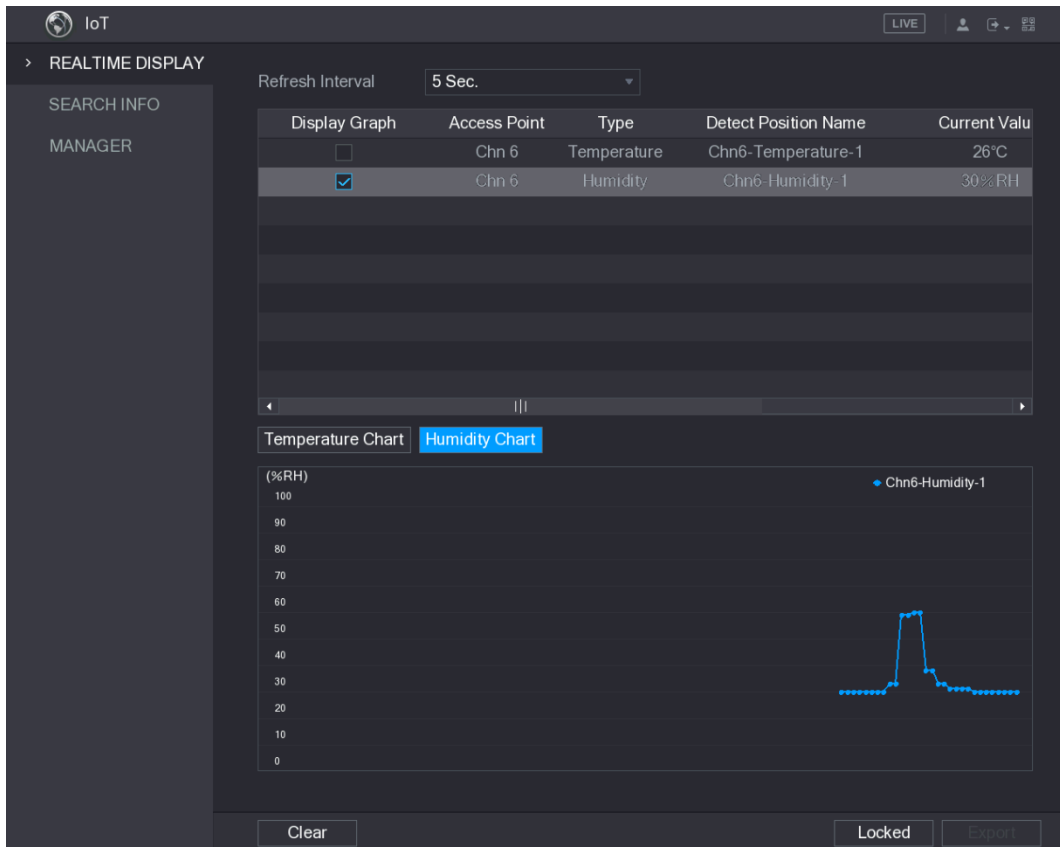 IoT
LIVE
REALTIME DISPLAY
SEARCH INFO
MANAGER
Refresh Interval 5 Sec.
Display Graph Access Point Type Detect Position Name Current Valu
Chn 6 Temperature Chn6-Temperature-1 26°C
Chn 6 Humidity Chn6-Humidity-1 30%RH
Temperature Chart Humidity Chart
(%RH)
Chn6-Humidity-1
100
90
80
70
60
50
40
30
20
10
0
Clear Locked Export